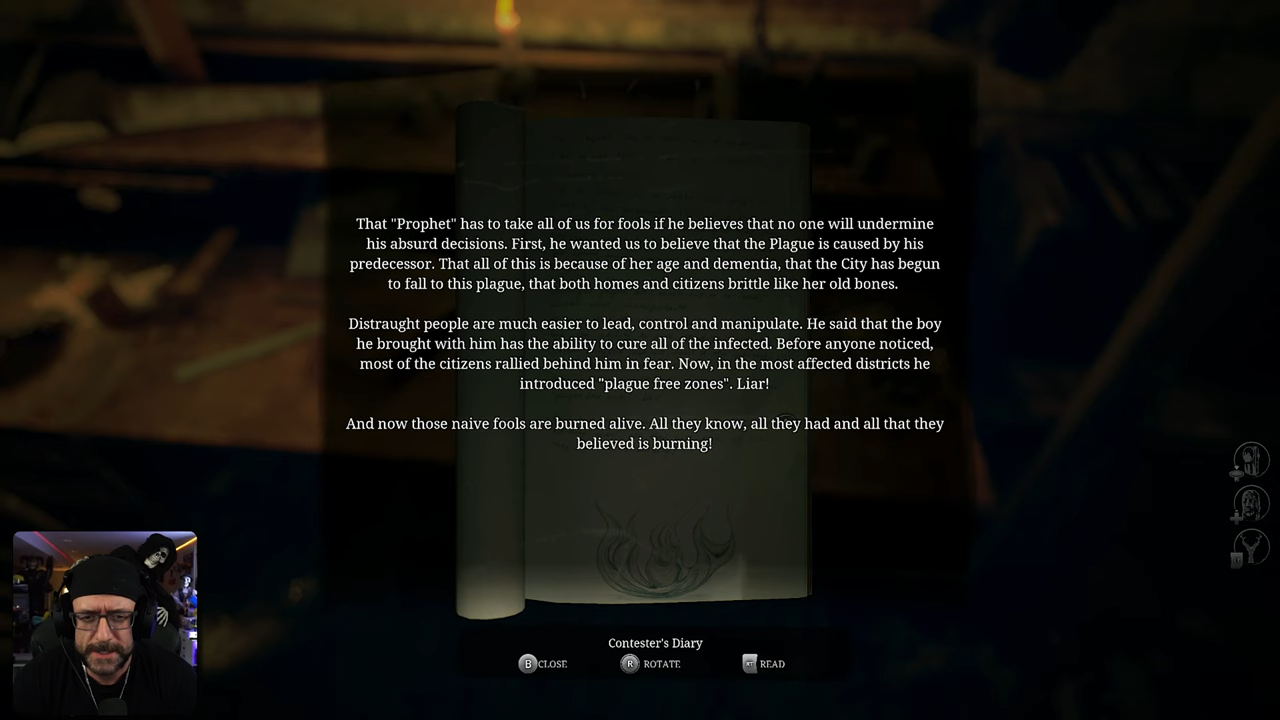 That "Prophet" has to take all of us for fools if he believes that no one will undermine
his absurd decisions. First, he wanted us to believe that the Plague is caused by his
predecessor. That all of this is because of her age and dementia, that the City has begun
to fall to this plague, that both homes and citizens brittle like her old bones.
Distraught people are much easier to lead, control and manipulate. He said that the boy
he brought with him has the ability to cure all of the infected. Before anyone noticed,
most of the citizens rallied behind him in fear. Now, in the most affected districts he
introduced "plague free zones". Liar!
And now those naive fools are burned alive. All they know, all they had and all that they
believed is burning!
Contester's Diary
B CLOSE R ROTATE RT READ